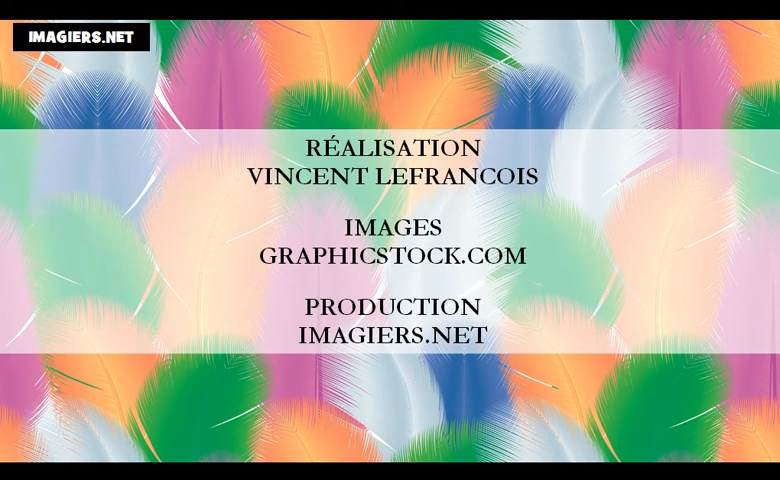 IMAGIERS.NET
RÉALISATION
VINCENT LEFRANCOIS
IMAGES
GRAPHICSTOCK.COM
PRODUCTION
IMAGIERS.NET